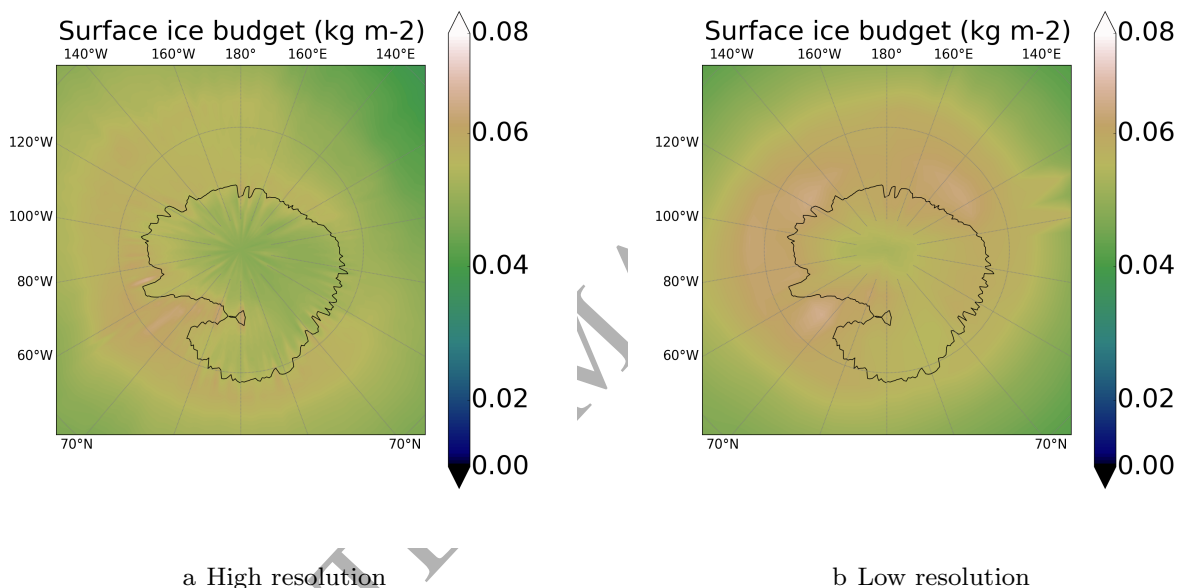 Surface ice budget (kg m-2)
140°W 160°W 180° 160°E 140°E
120°W
100°W
80°W
60°W
70°N 70°N
0.08
0.06
0.04
0.02
0.00
a High resolution
Surface ice budget (kg m-2)
140°W 160°W 180° 160°E 140°E
120°W
100°W
80°W
60°W
70°N 70°N
0.08
0.06
0.04
0.02
0.00
b Low resolution